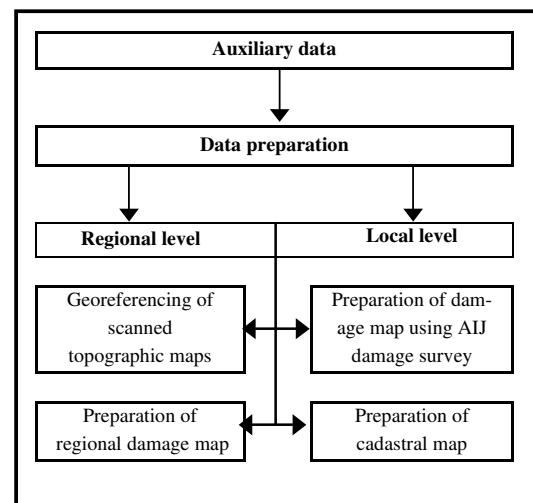 Auxiliary data
Data preparation
Regional level
Local level
Georeferencing of
scanned
topographic maps
Preparation of dam-
age map using AIJ
damage survey
Preparation of
regional damage map
Preparation of
cadastral map